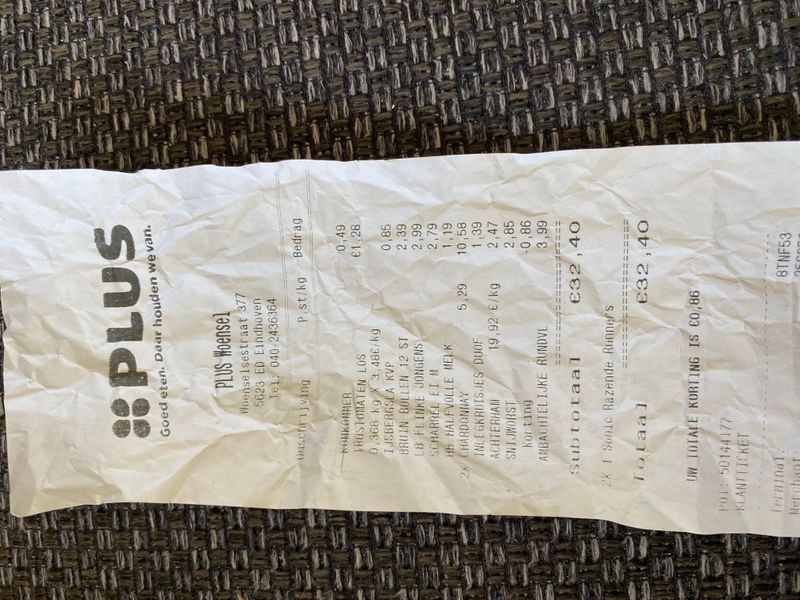 PLUS
Goed eten. Daar houden we van.
PLUS Woensel
Woenselsestraat 377
5623 ED Eindhoven
Tel. 040-2436364
Omschrijving P st/kg Bedrag
KOMKOMMER 0,49
TROSTOMATEN LOS €1,28
0,368 kg * 3,48€/kg
IJSBERGSLA KVP 0,85
BRUIN BOLLEN 12 ST 2,39
LB FLINKE JONGENS 2,99
SCHARREL EI M 2,79
HB HALFVOLLE MELK 1,19
2x CHARDONNAY 5,29 10,58
INLEGKRUISJES DUOF 1,39
ACHTERHAM 19,92 €/kg 2,47
SNIJWORST 2,85
Korting -0,86
AMBACHTELIJKE RUNDVL 3,99
Subtotaal €32,40
2x 1 Sonic Razende Runners
Totaal €32,40
UW TOTALE KORTING IS €0,86
POI: 50144177
KLANTTICKET
Terminal 8TNF53
Merchant